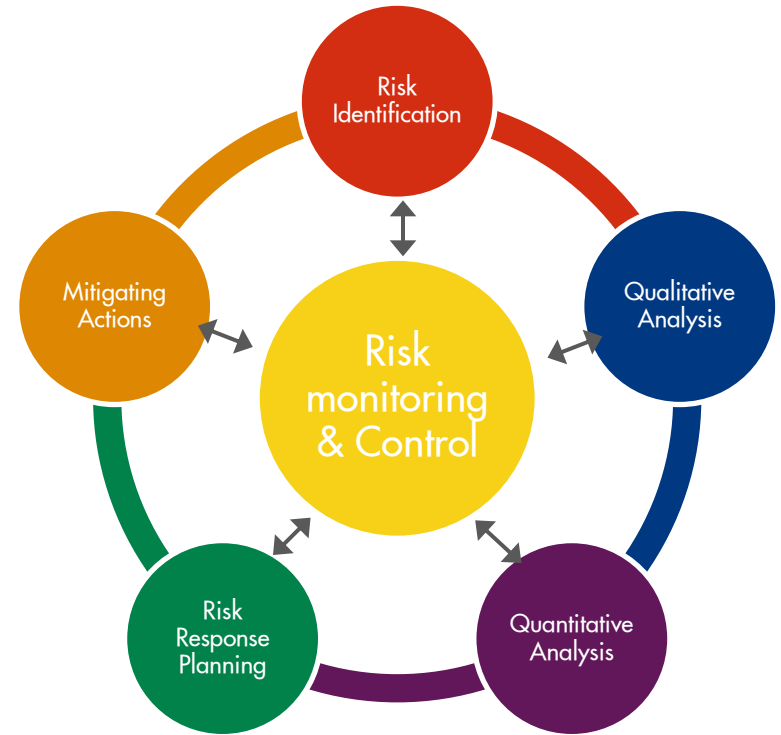 Risk
Identification
Qualitative
Analysis
Quantitative
Analysis
Risk
Response
Planning
Mitigating
Actions
Risk
monitoring
& Control